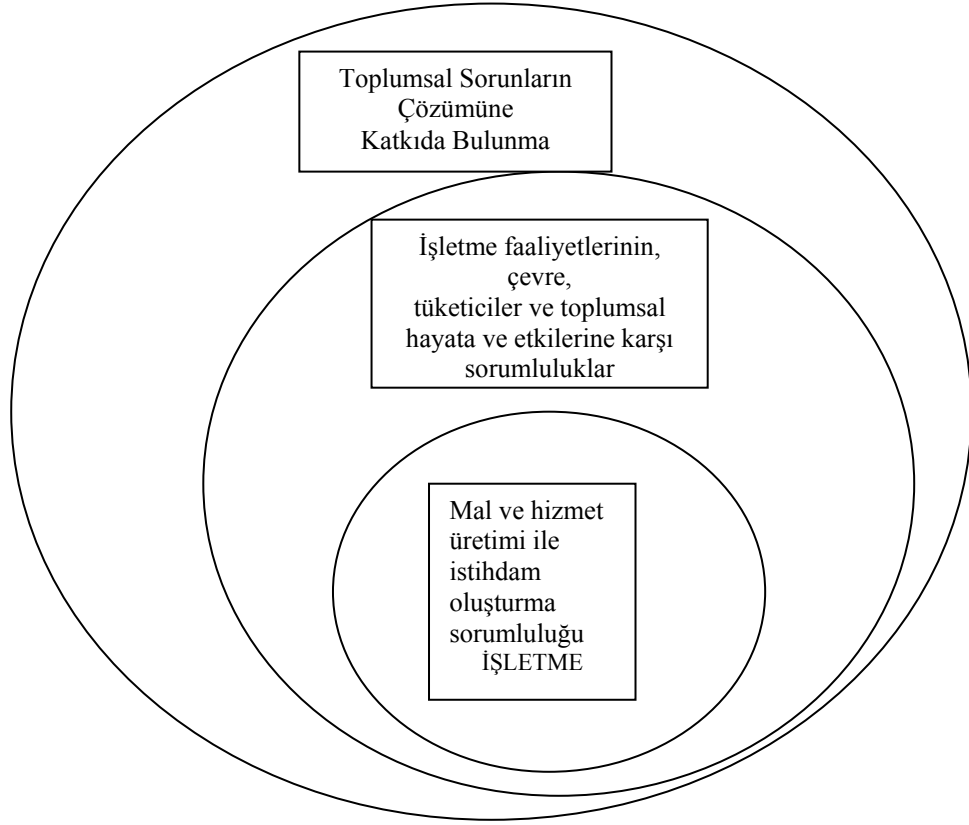 Toplumsal Sorunların
Çözümüne
Katkıda Bulunma
İşletme faaliyetlerinin,
çevre,
tüketiciler ve toplumsal
hayata ve etkilerine karşı
sorumluluklar
Mal ve hizmet
üretimi ile
istihdam
oluşturma
sorumluluğu
İŞLETME